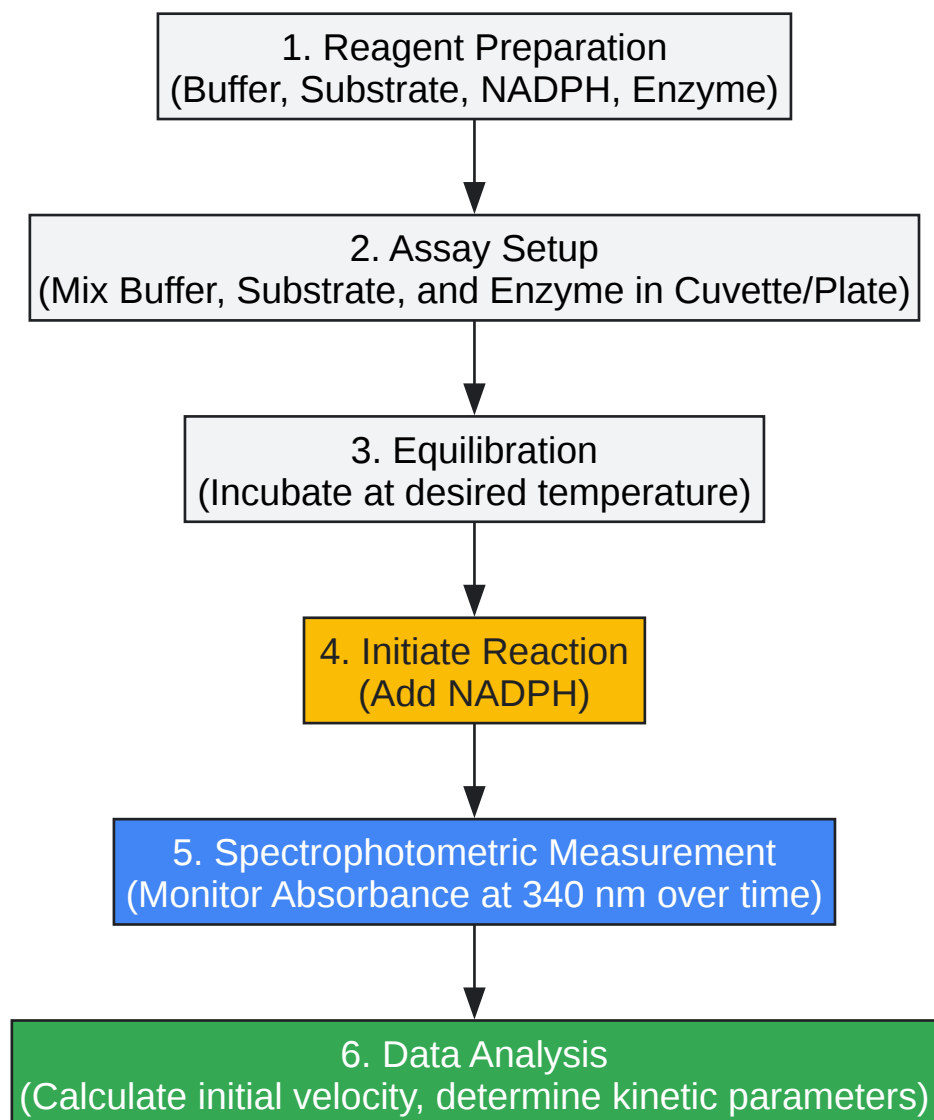 1. Reagent Preparation
(Buffer, Substrate, NADPH, Enzyme)
2. Assay Setup
(Mix Buffer, Substrate, and Enzyme in Cuvette/Plate)
3. Equilibration
(Incubate at desired temperature)
4. Initiate Reaction
(Add NADPH)
5. Spectrophotometric Measurement
(Monitor Absorbance at 340 nm over time)
6. Data Analysis
(Calculate initial velocity, determine kinetic parameters)